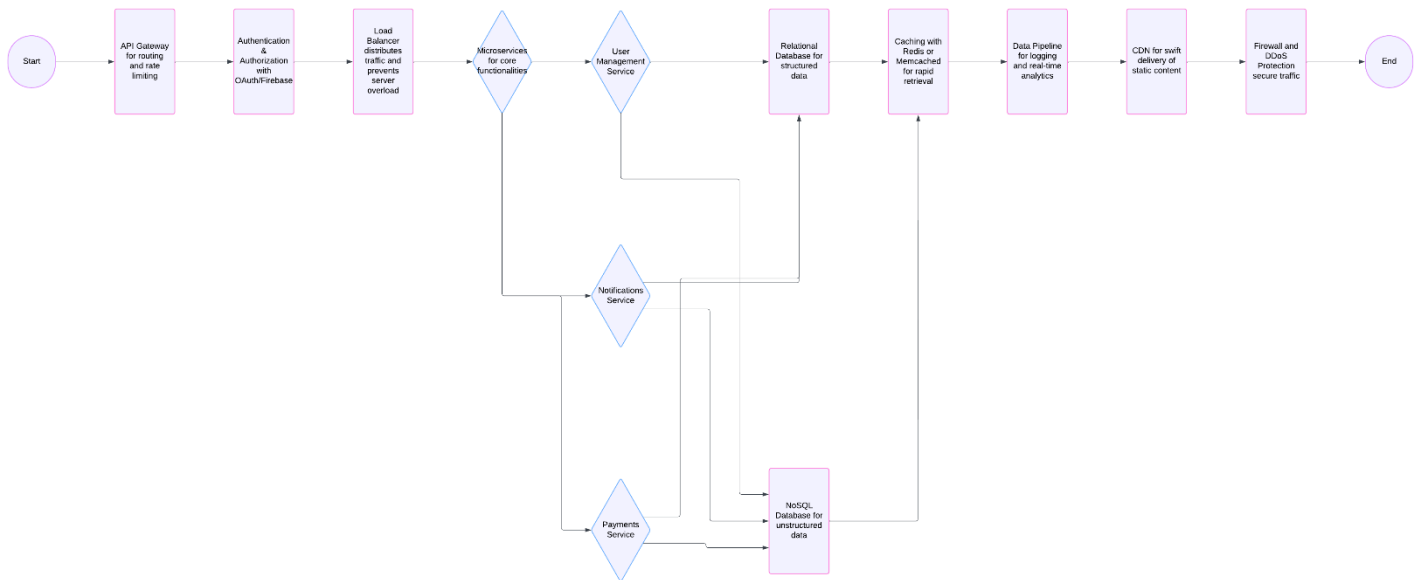 Start
API Gateway
for routing
and rate
limiting
Authentication
&
Authorization
with
OAuth/Firebase
Load
Balancer
distributes
traffic and
prevents
server
overload
Microservices
for core
functionalities
User
Management
Service
Relational
Database for
structured
data
Caching with
Redis or
Memcached
for rapid
retrieval
Data Pipeline
for logging
and real-time
analytics
CDN for swift
delivery of
static content
Firewall and
DDoS
Protection
secure traffic
End
Notifications
Service
Payments
Service
NoSQL
Database for
unstructured
data